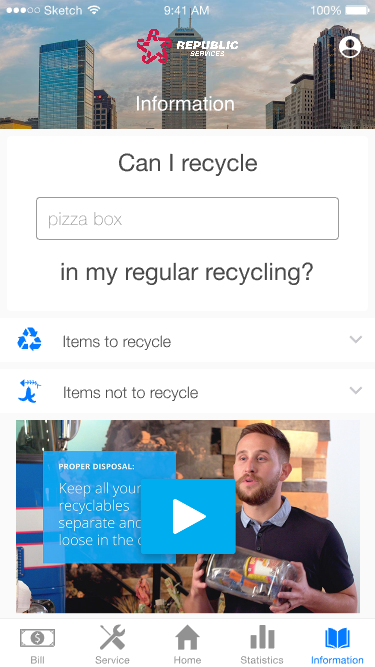 Sketch 9:41 AM 100%
REPUBLIC
SERVICES
Information
Can I recycle
pizza box
in my regular recycling?
Items to recycle
Items not to recycle
PROPER DISPOSAL:
Keep all your
recyclables
separate and
loose in the
Bill Service Home Statistics Information